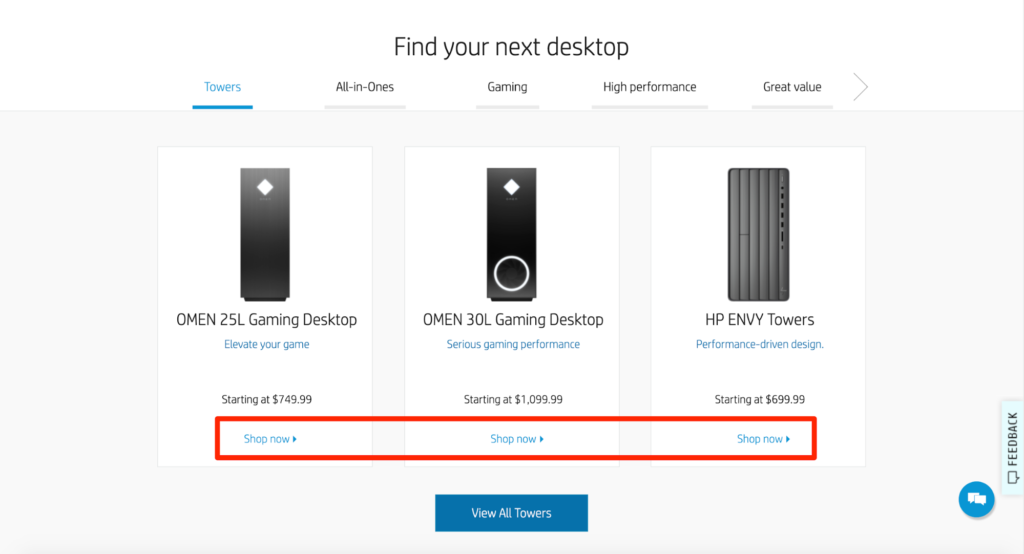 Find your next desktop
Towers
All-in-Ones
Gaming
High performance
Great value
OMEN 25L Gaming Desktop
Elevate your game
Starting at $749.99
Shop now
OMEN 30L Gaming Desktop
Serious gaming performance
Starting at $1,099.99
Shop now
HP ENVY Towers
Performance-driven design.
Starting at $699.99
Shop now
View All Towers
FEEDBACK